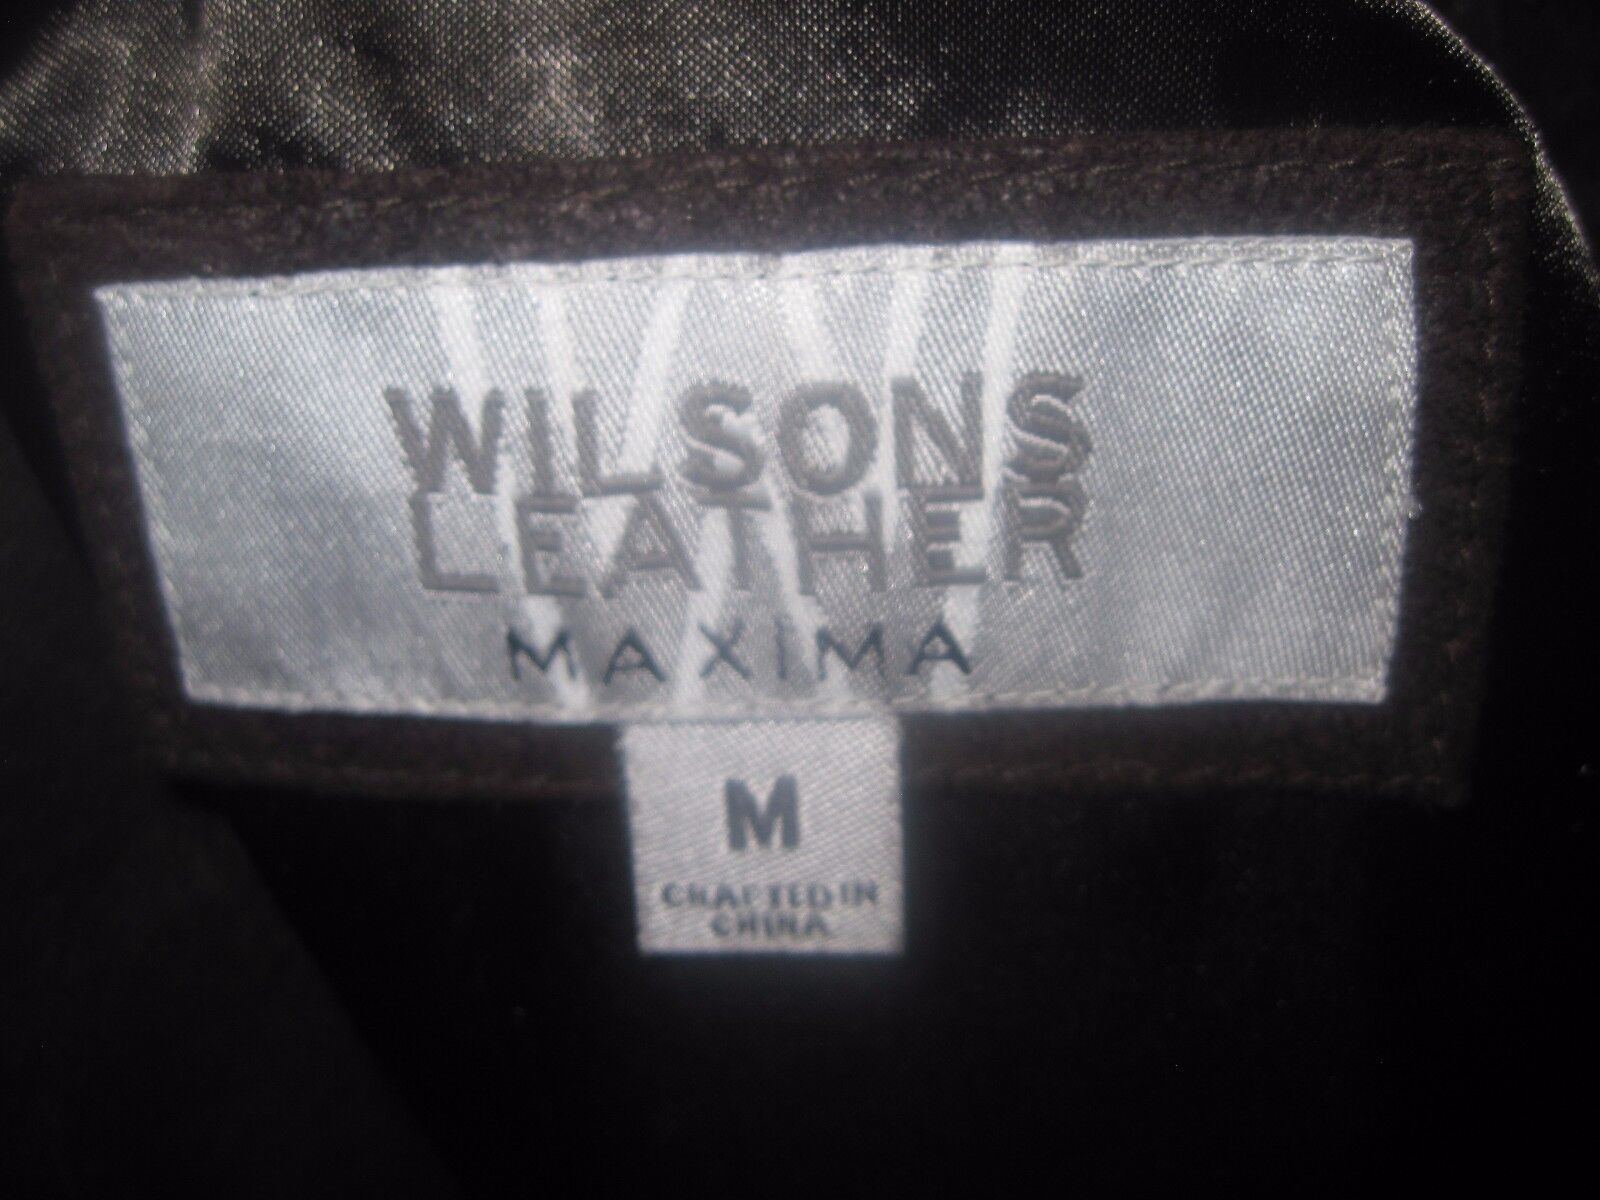 WILSONS
LEATHER
MAXIMA
M
CRAFTED IN
CHINA